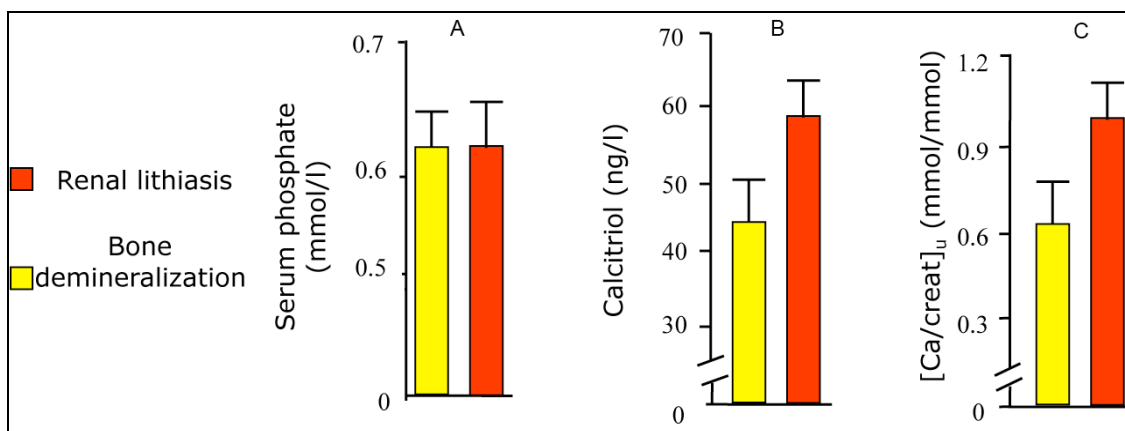 Renal lithiasis
Bone
demineralization
A
Serum phosphate
(mmol/l)
0.7
0.6
0.5
0
B
Calcitriol (ng/l)
70
60
50
40
30
0
C
[Ca/creat]u (mmol/mmol)
1.2
0.9
0.6
0.3
0